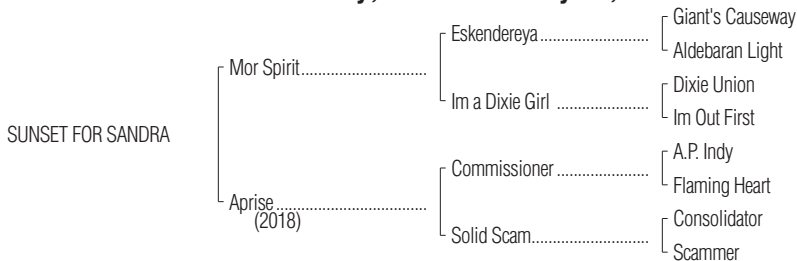 Giant's Causeway
Eskendereya
Aldebaran Light
Mor Spirit
Dixie Union
Im a Dixie Girl
Im Out First
SUNSET FOR SANDRA
A.P. Indy
Commissioner
Flaming Heart
Aprise
(2018)
Consolidator
Solid Scam
Scammer